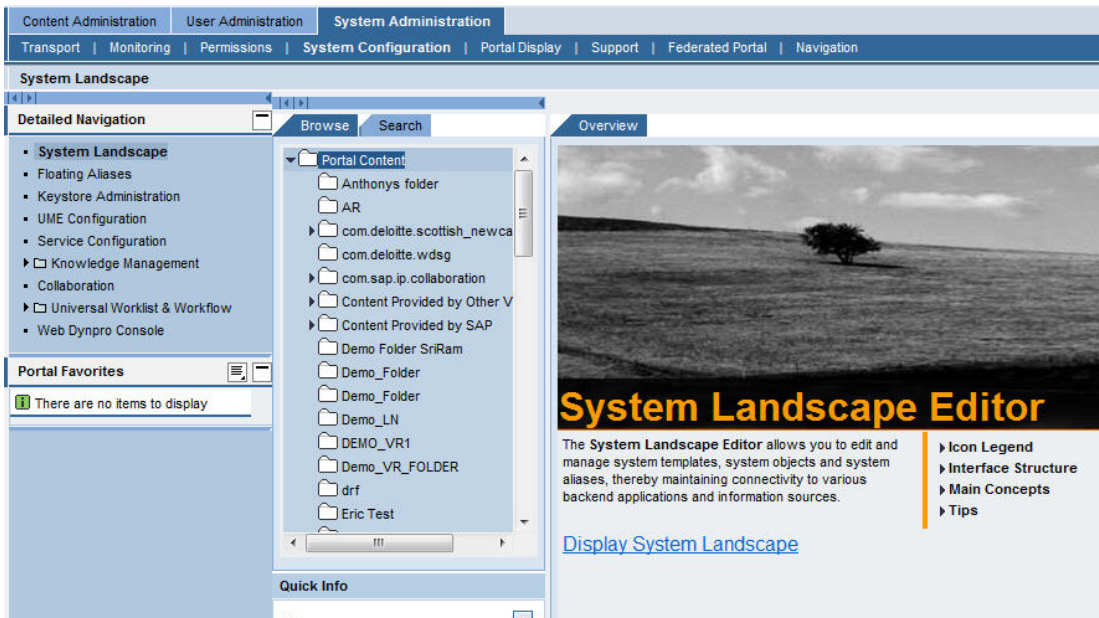 Content Administration User Administration System Administration
Transport | Monitoring | Permissions | System Configuration | Portal Display | Support | Federated Portal | Navigation
System Landscape
Detailed Navigation
System Landscape
Floating Aliases
Keystore Administration
UME Configuration
Service Configuration
Knowledge Management
Collaboration
Universal Worklist & Workflow
Web Dynpro Console
Portal Favorites
There are no items to display
Browse Search
Portal Content
Anthonys folder
AR
com.deloitte.scottish_newca
com.deloitte.wdsg
com.sap.ip.collaboration
Content Provided by Other V
Content Provided by SAP
Demo Folder SriRam
Demo_Folder
Demo_Folder
Demo_LN
DEMO_VR1
Demo_VR_FOLDER
drf
Eric Test
Quick Info
Overview
System Landscape Editor
The System Landscape Editor allows you to edit and
manage system templates, system objects and system
aliases, thereby maintaining connectivity to various
backend applications and information sources.
Icon Legend
Interface Structure
Main Concepts
Tips
Display System Landscape